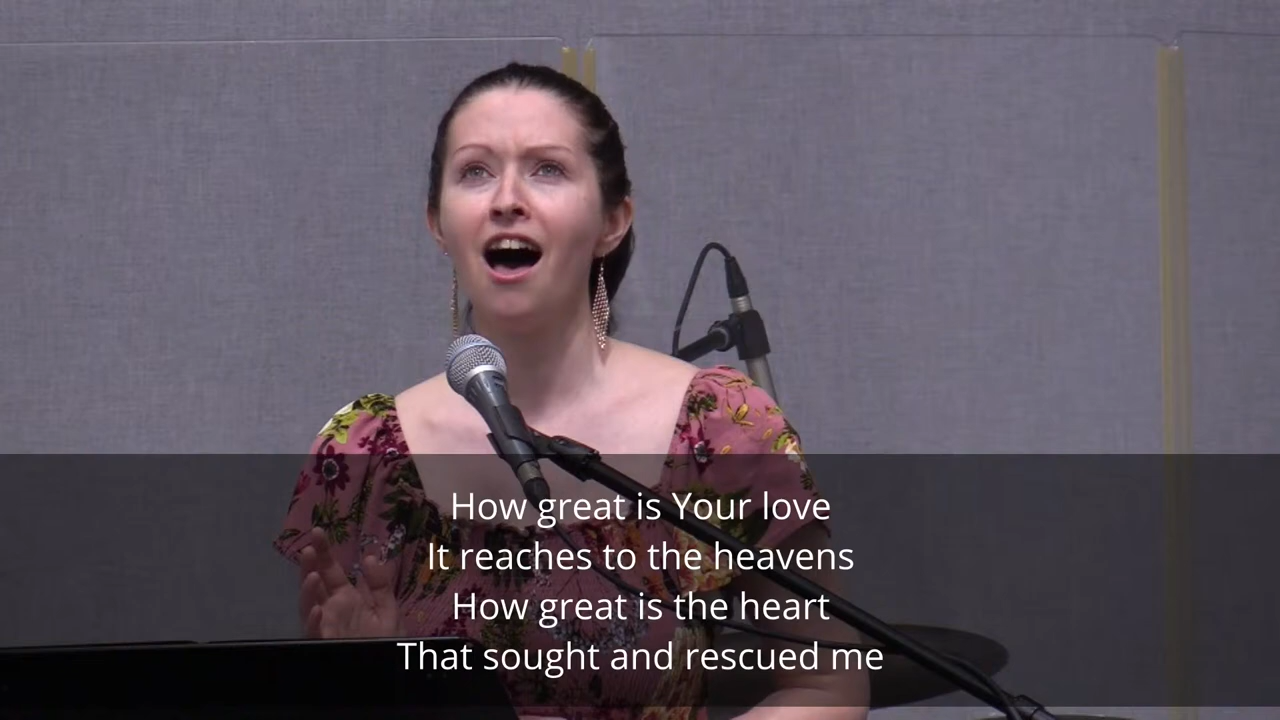 How great is Your love
It reaches to the heavens
How great is the heart
That sought and rescued me